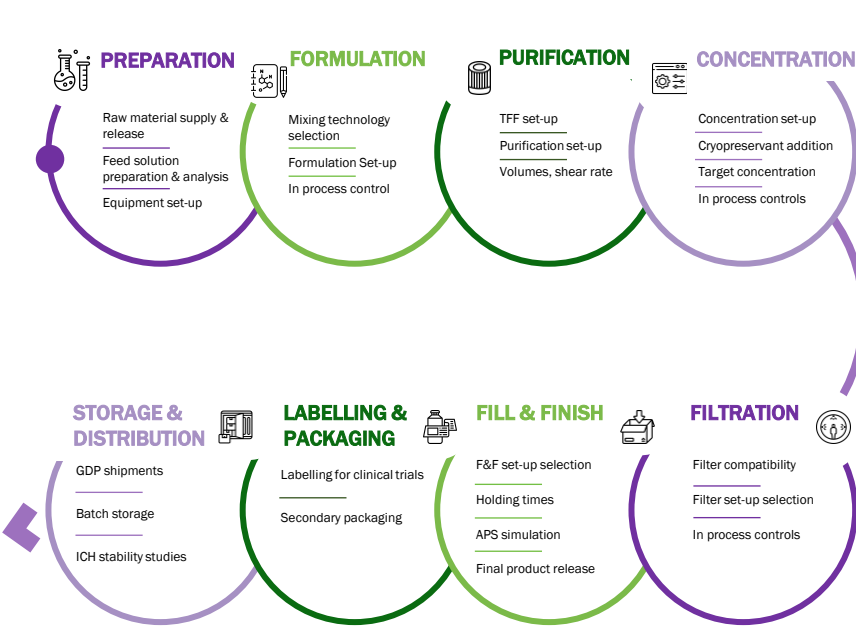 PREPARATION
Raw material supply &
release
Feed solution
preparation & analysis
Equipment set-up
FORMULATION
Mixing technology
selection
Formulation Set-up
In process control
PURIFICATION
TFF set-up
Purification set-up
Volumes, shear rate
CONCENTRATION
Concentration set-up
Cryopreservant addition
Target concentration
In process controls
STORAGE &
DISTRIBUTION
GDP shipments
Batch storage
ICH stability studies
LABELLING &
PACKAGING
Labelling for clinical trials
Secondary packaging
FILL & FINISH
F&F set-up selection
Holding times
APS simulation
Final product release
FILTRATION
Filter compatibility
Filter set-up selection
In process controls